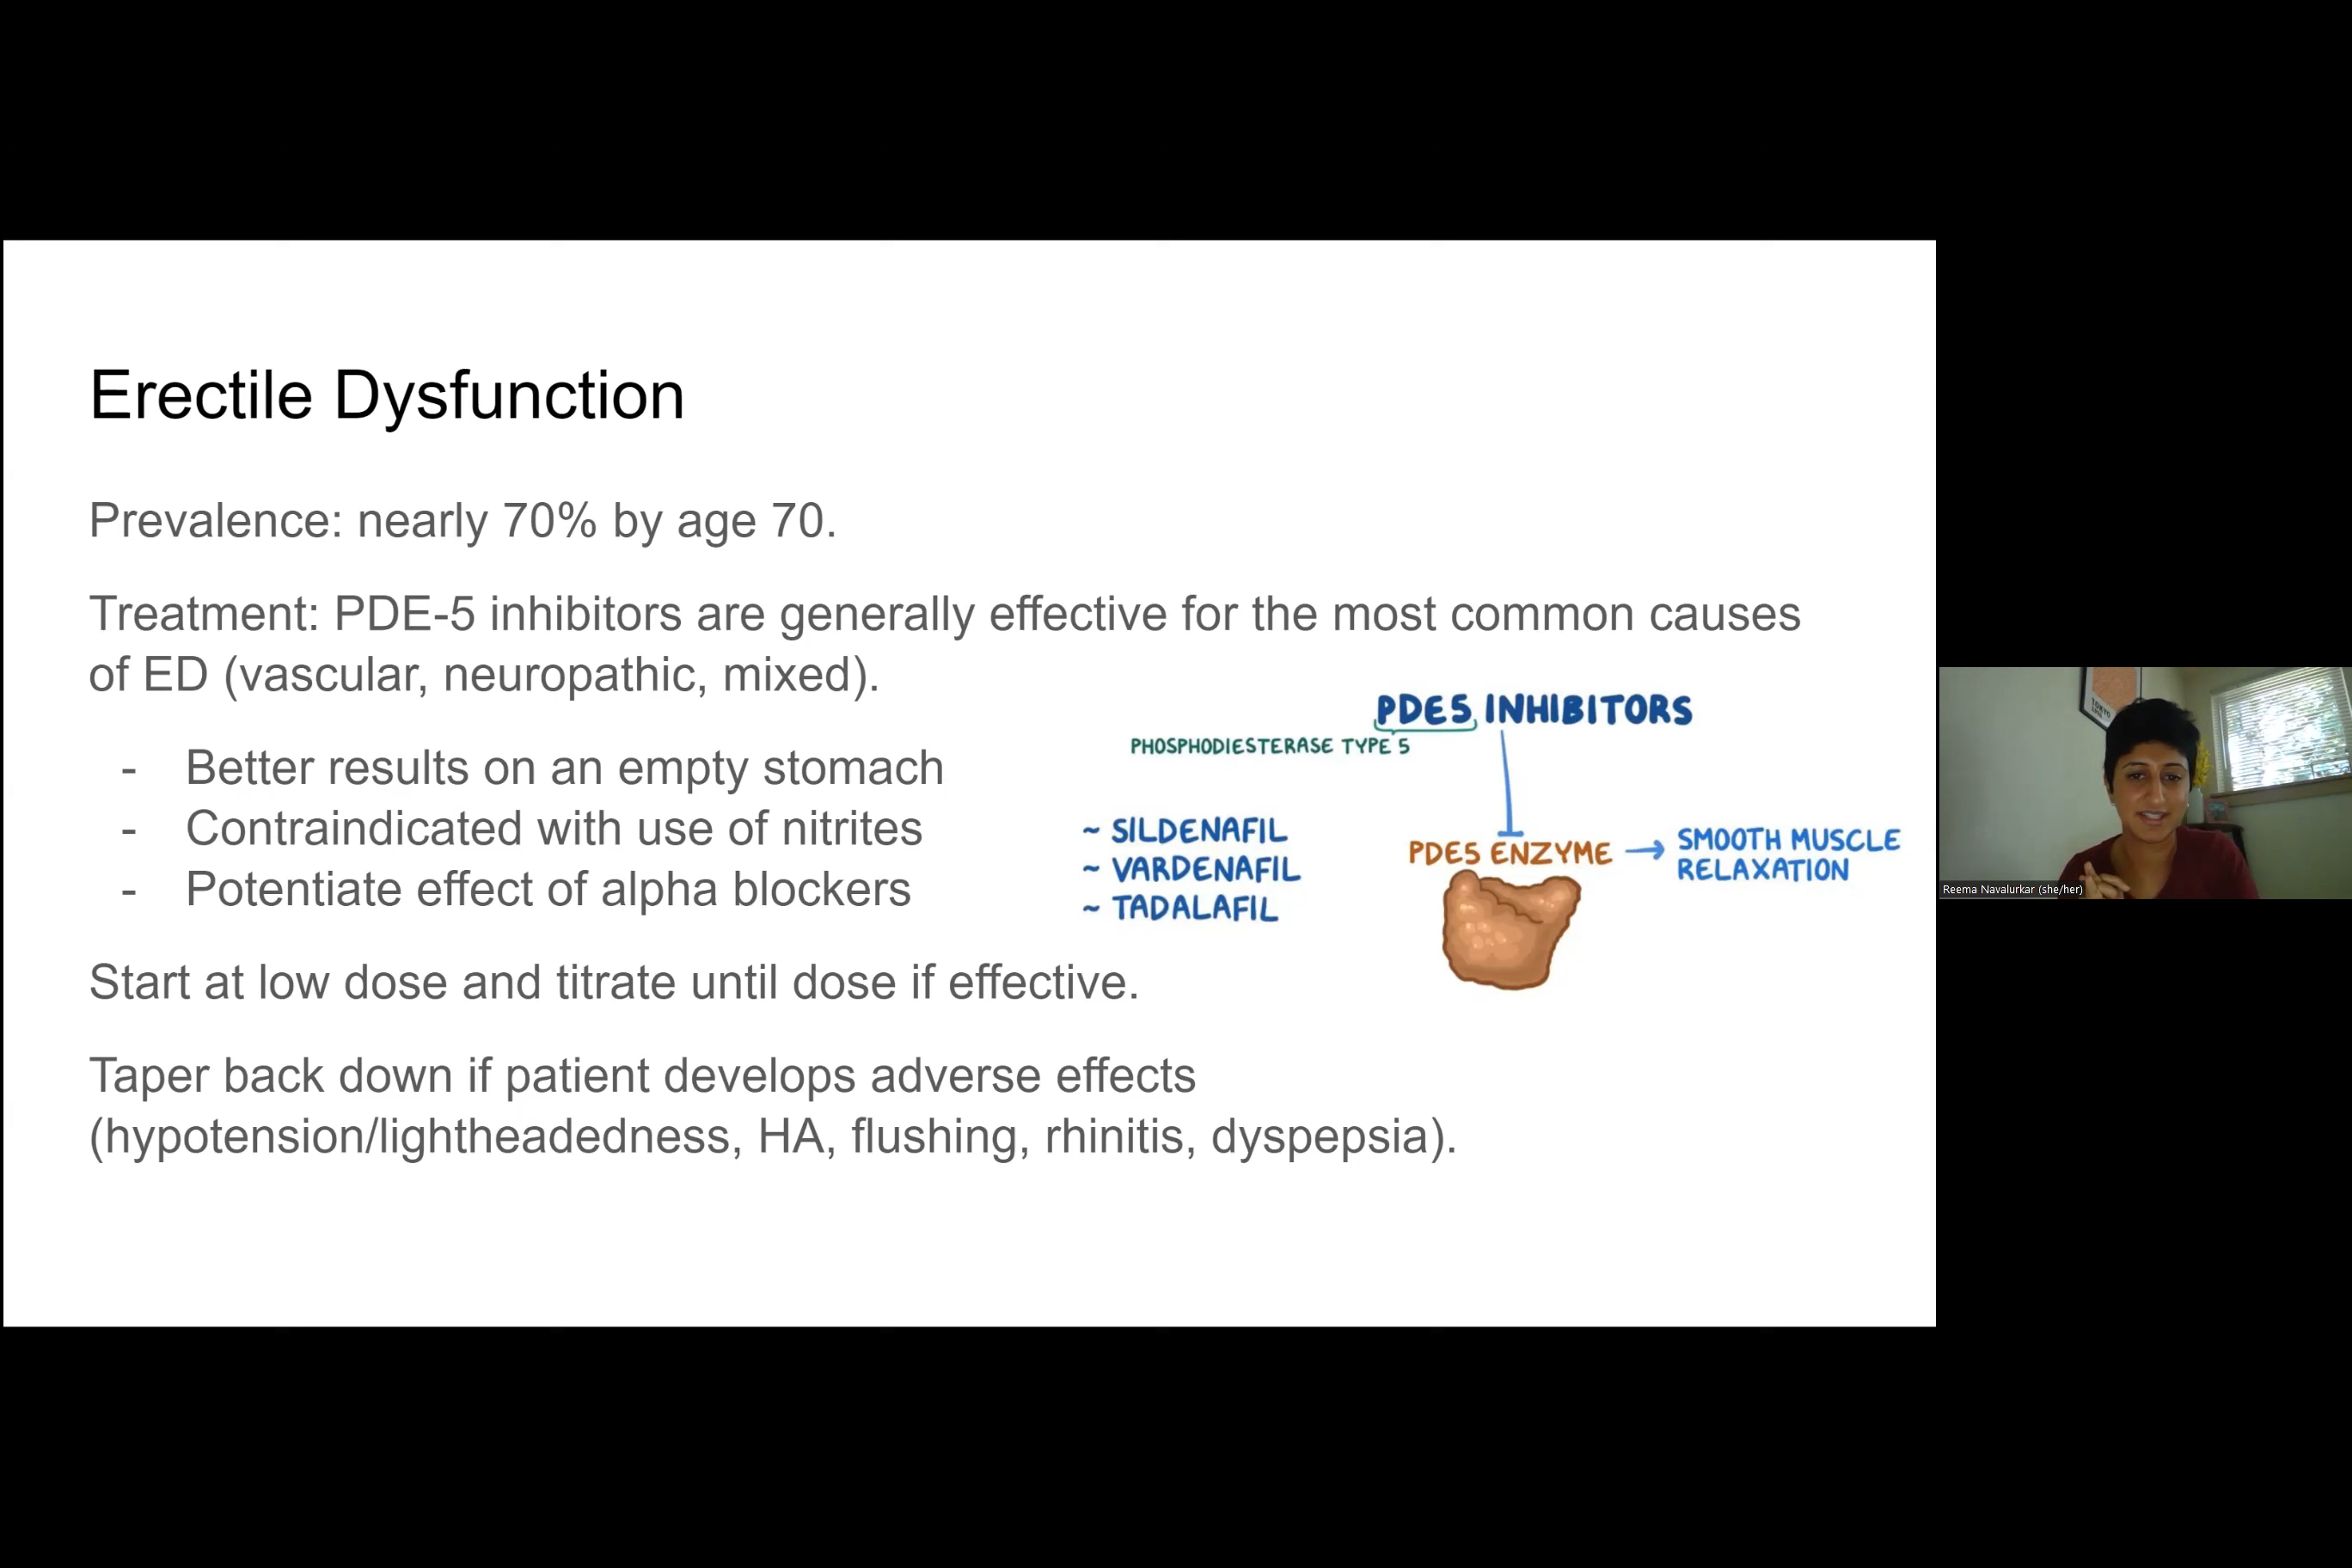 Erectile Dysfunction
Prevalence: nearly 70% by age 70.
Treatment: PDE-5 inhibitors are generally effective for the most common causes
of ED (vascular, neuropathic, mixed).
- Better results on an empty stomach
- Contraindicated with use of nitrites
- Potentiate effect of alpha blockers
Start at low dose and titrate until dose if effective.
Taper back down if patient develops adverse effects
(hypotension/lightheadedness, HA, flushing, rhinitis, dyspepsia).
PDE5 INHIBITORS
PHOSPHODIESTERASE TYPE 5
~ SILDENAFIL
~ VARDENAFIL
~ TADALAFIL
PDE5 ENZYME → SMOOTH MUSCLE
RELAXATION
TOKYO
Reema Navalurkar (she/her)